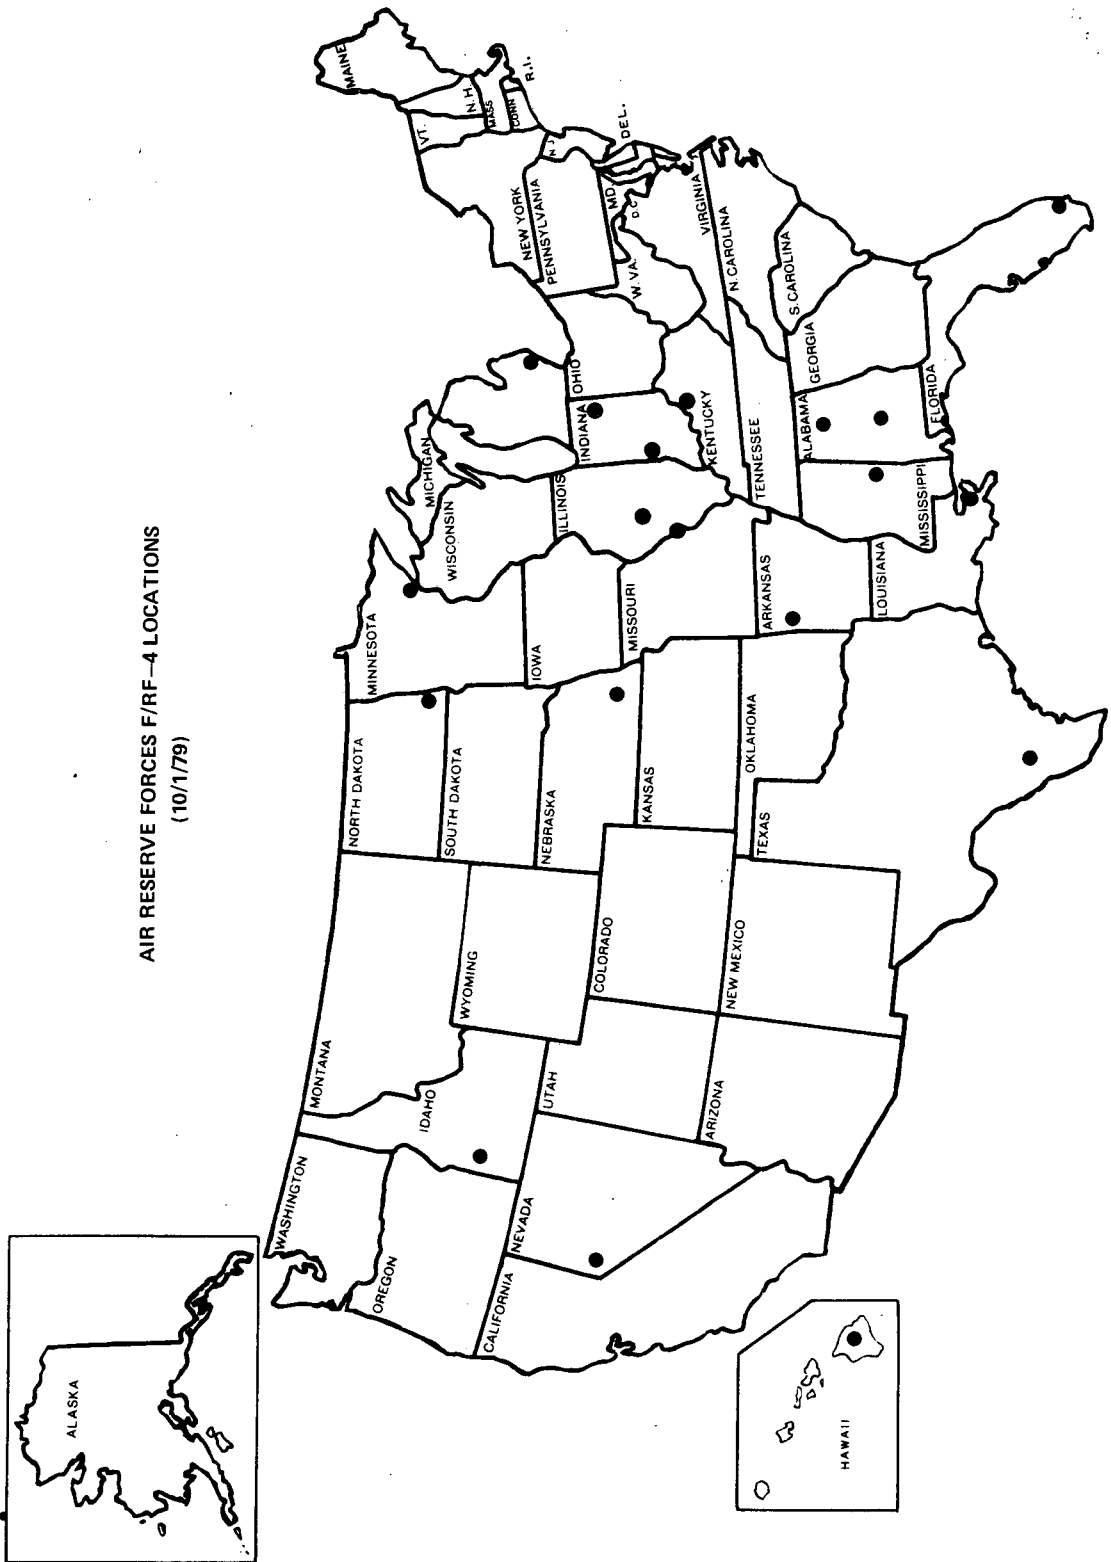 AIR RESERVE FORCES F/RF–4 LOCATIONS
(10/1/79)
ALASKA
HAWAII
WASHINGTON
OREGON
CALIFORNIA
NEVADA
IDAHO
MONTANA
WYOMING
UTAH
ARIZONA
COLORADO
NEW MEXICO
NORTH DAKOTA
SOUTH DAKOTA
NEBRASKA
KANSAS
OKLAHOMA
TEXAS
MINNESOTA
IOWA
MISSOURI
ARKANSAS
LOUISIANA
WISCONSIN
MICHIGAN
ILLINOIS
INDIANA
OHIO
KENTUCKY
TENNESSEE
MISSISSIPPI
ALABAMA
GEORGIA
FLORIDA
S. CAROLINA
N. CAROLINA
VIRGINIA
W. VA.
MD.
D.C.
DEL.
PENNSYLVANIA
NEW YORK
N J
CONN
R.I.
MASS
VT.
N. H.
MAINE